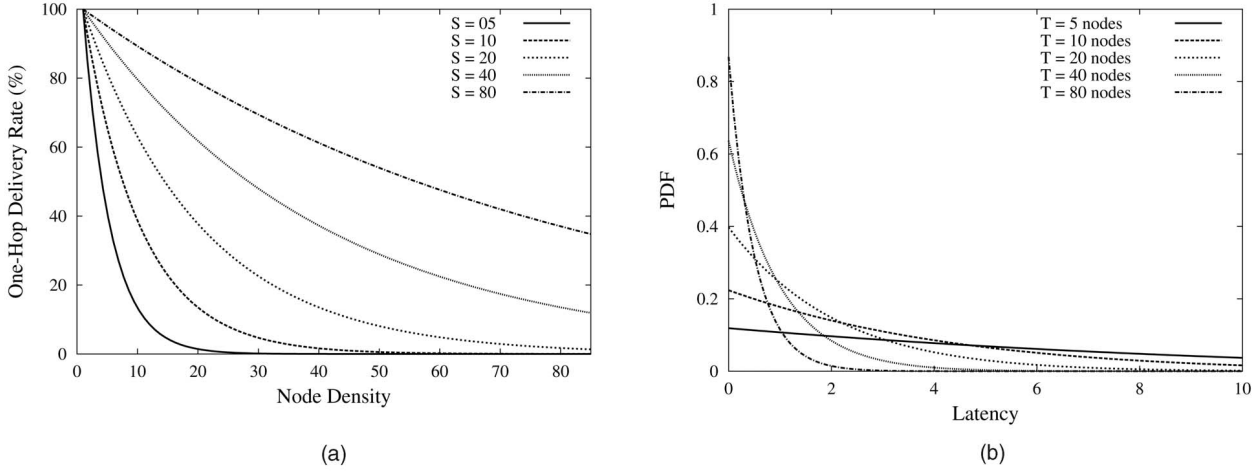 One-Hop Delivery Rate (%)
100
80
60
40
20
0
0 10 20 30 40 50 60 70 80
Node Density
S = 05
S = 10
S = 20
S = 40
S = 80
(a)
PDF
1
0.8
0.6
0.4
0.2
0
0 2 4 6 8 10
Latency
T = 5 nodes
T = 10 nodes
T = 20 nodes
T = 40 nodes
T = 80 nodes
(b)